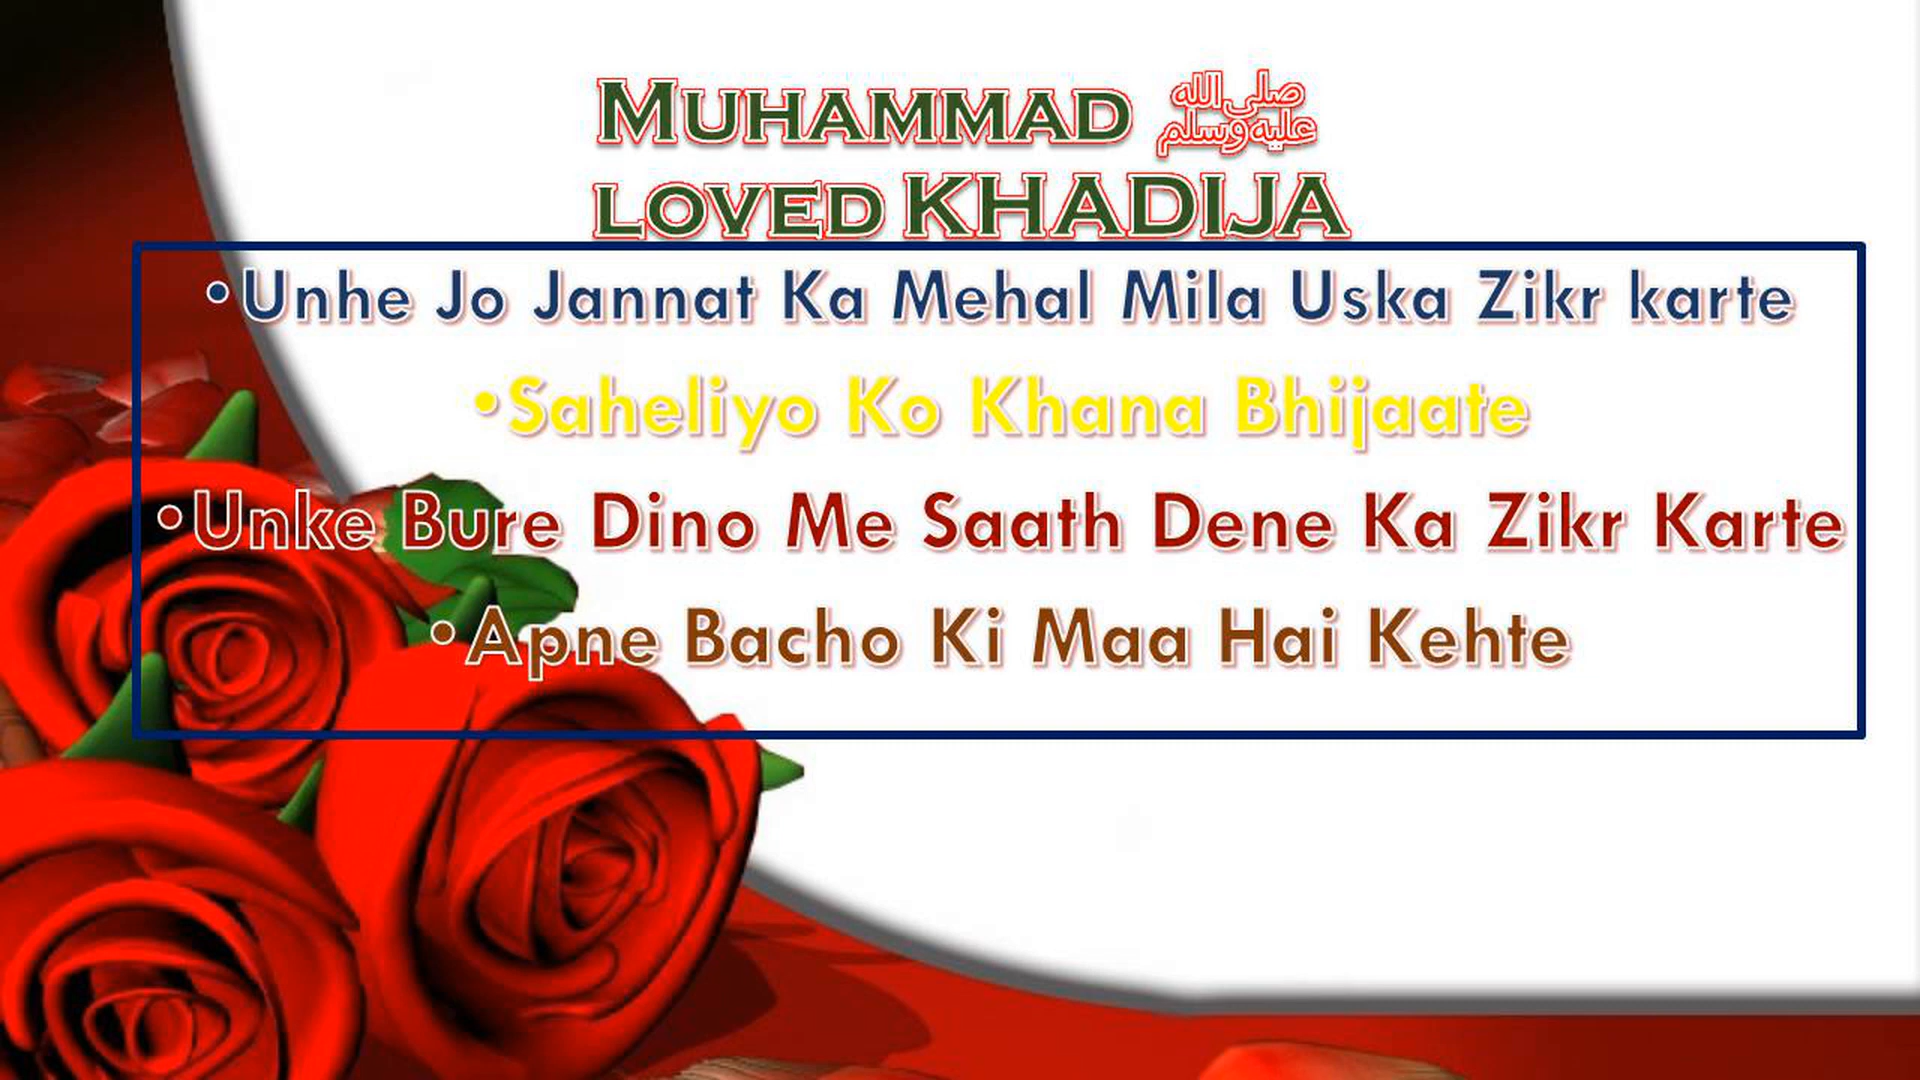 MUHAMMAD ﷺ
LOVED KHADIJA
•Unhe Jo Jannat Ka Mehal Mila Uska Zikr karte
•Saheliyo Ko Khana Bhijaate
•Unke Bure Dino Me Saath Dene Ka Zikr Karte
•Apne Bacho Ki Maa Hai Kehte